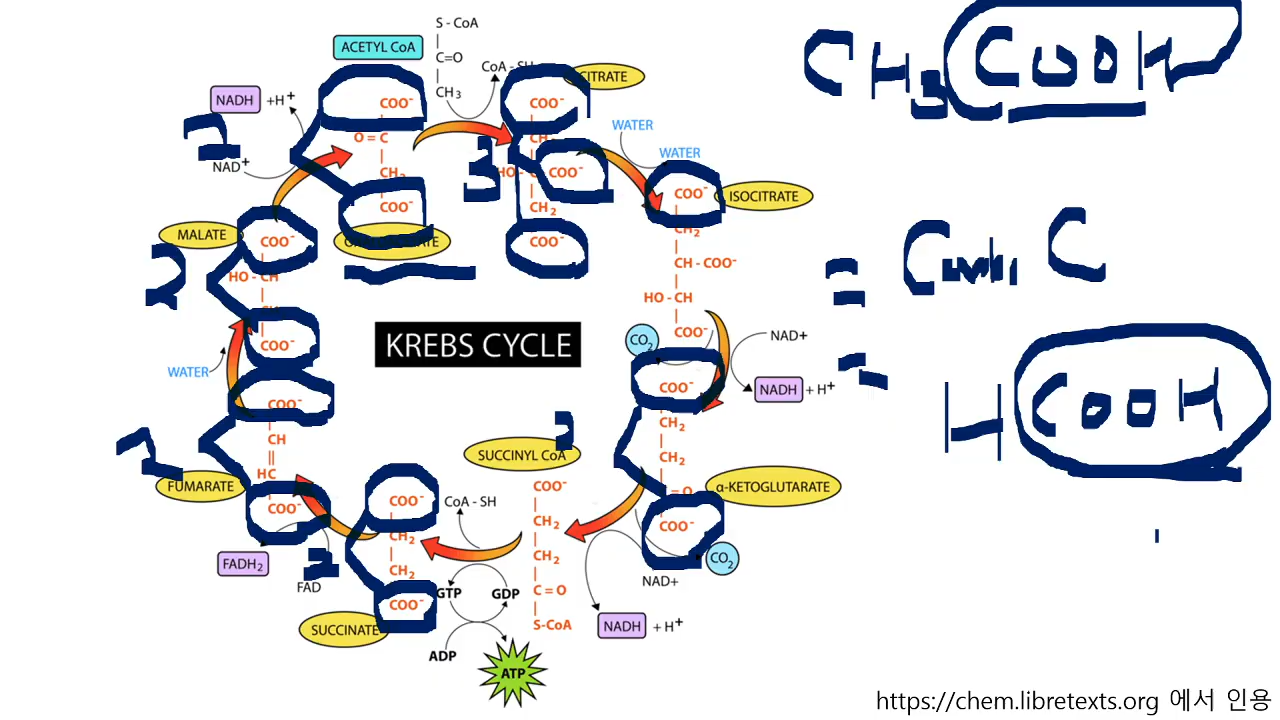 S - CoA
C=O
CH3
ACETYL CoA
CoA - SH
CITRATE
NADH + H+
NAD+
COO-
O = C
CH2
COO-
COO-
CH2
HO - C - COO-
CH2
COO-
WATER
WATER
COO-
CH2
CH - COO-
HO - CH
COO-
ISOCITRATE
MALATE
COO-
HO - CH
COO-
KREBS CYCLE
CO2
NAD+
NADH + H+
WATER
COO-
CH
HC
COO-
FUMARATE
COO-
CH2
CH2
= O
COO-
α-KETOGLUTARATE
CO2
NAD+
NADH + H+
SUCCINYL CoA
COO-
CH2
CH2
C = O
S-CoA
CoA - SH
GTP
GDP
ADP
ATP
COO-
CH2
CH2
COO-
SUCCINATE
FADH2
FAD
CH3 COOH
H COOH
2
3
2
2
2
2
https://chem.libretexts.org 에서 인용